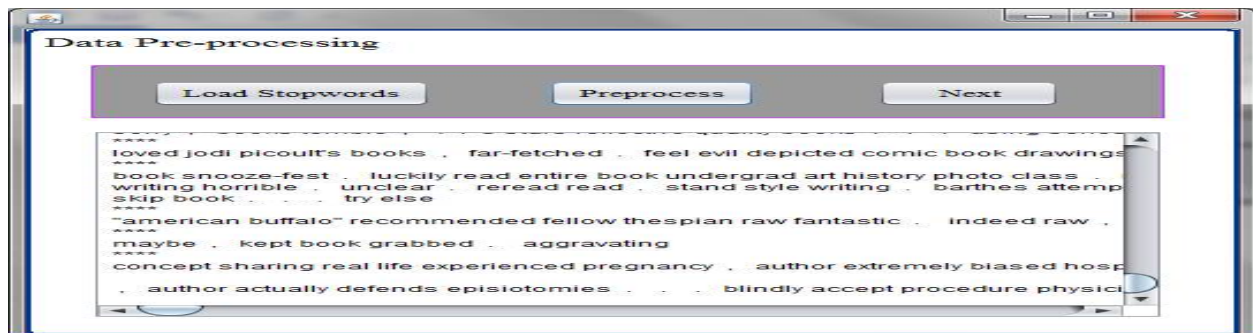 Data Pre-processing
Load Stopwords Preprocess Next
****
loved jodi picoult's books , far-fetched . feel evil depicted comic book drawings
****
book snooze-fest . luckily read entire book undergrad art history photo class .
writing horrible . unclear . reread read . stand style writing . barthes attemp
skip book . . . . try else
****
"american buffalo" recommended fellow thespian raw fantastic . indeed raw ,
****
maybe , kept book grabbed . aggravating
****
concept sharing real life experienced pregnancy , author extremely biased hosp
, author actually defends episiotomies . . . . blindly accept procedure physici